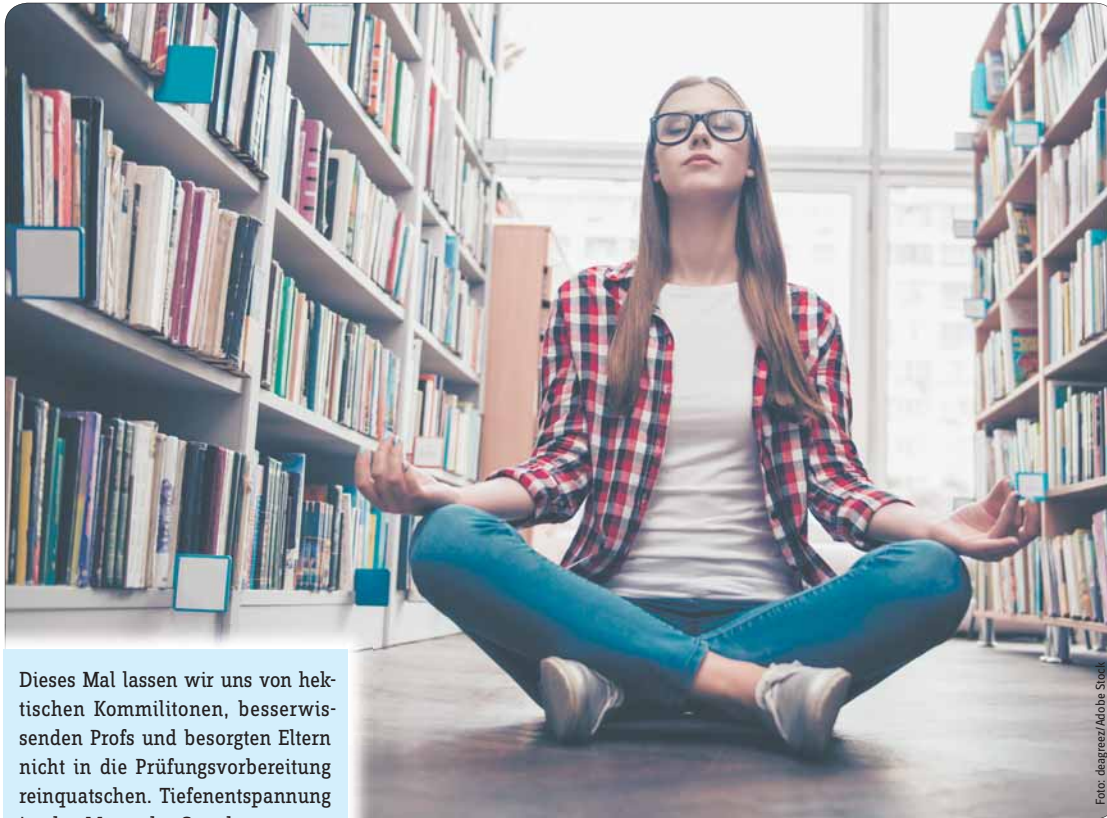 Dieses Mal lassen wir uns von hek-
tischen Kommilitonen, besserwis-
senden Profs und besorgten Eltern
nicht in die Prüfungsvorbereitung
reinquatschen. Tiefenentspannung
Foto: deagreez/Adobe Stock